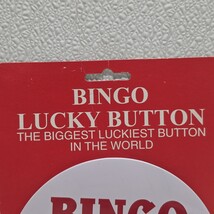 BINGO
LUCKY BUTTON
THE BIGGEST LUCKIEST BUTTON
IN THE WORLD
BINGO